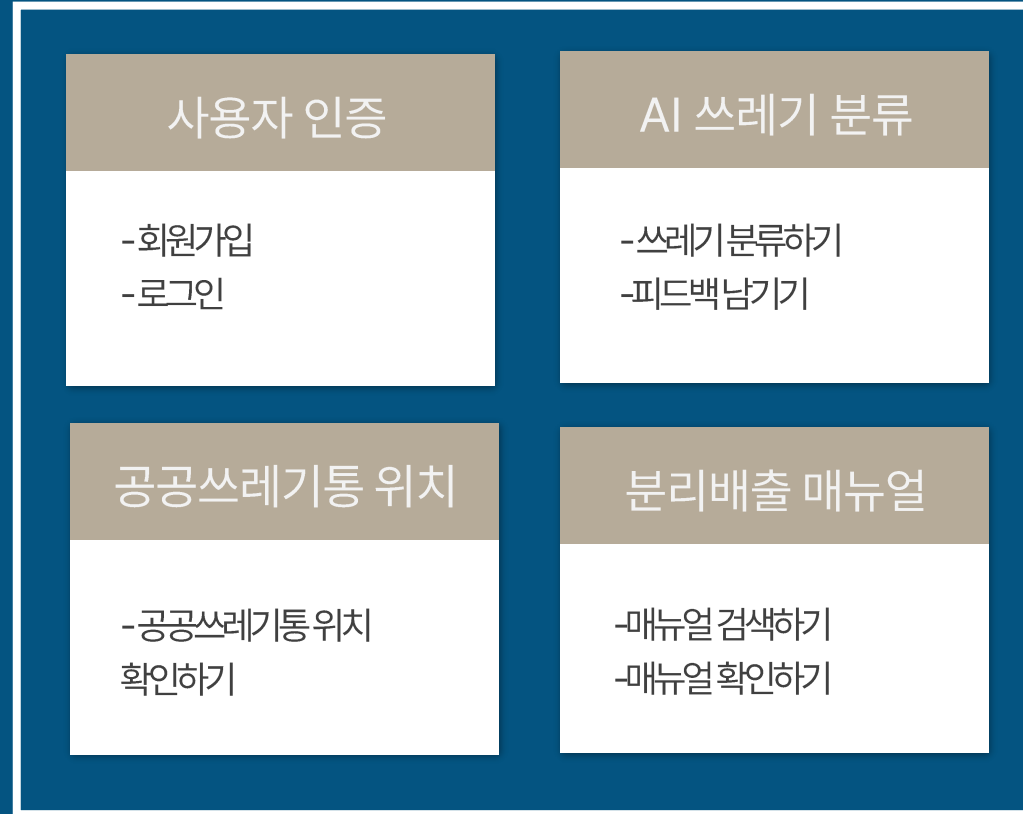 사용자 인증
- 회원가입
- 로그인
AI 쓰레기 분류
- 쓰레기 분류하기
-피드백 남기기
공공쓰레기통 위치
- 공공쓰레기통 위치
확인하기
분리배출 매뉴얼
-매뉴얼 검색하기
-매뉴얼 확인하기